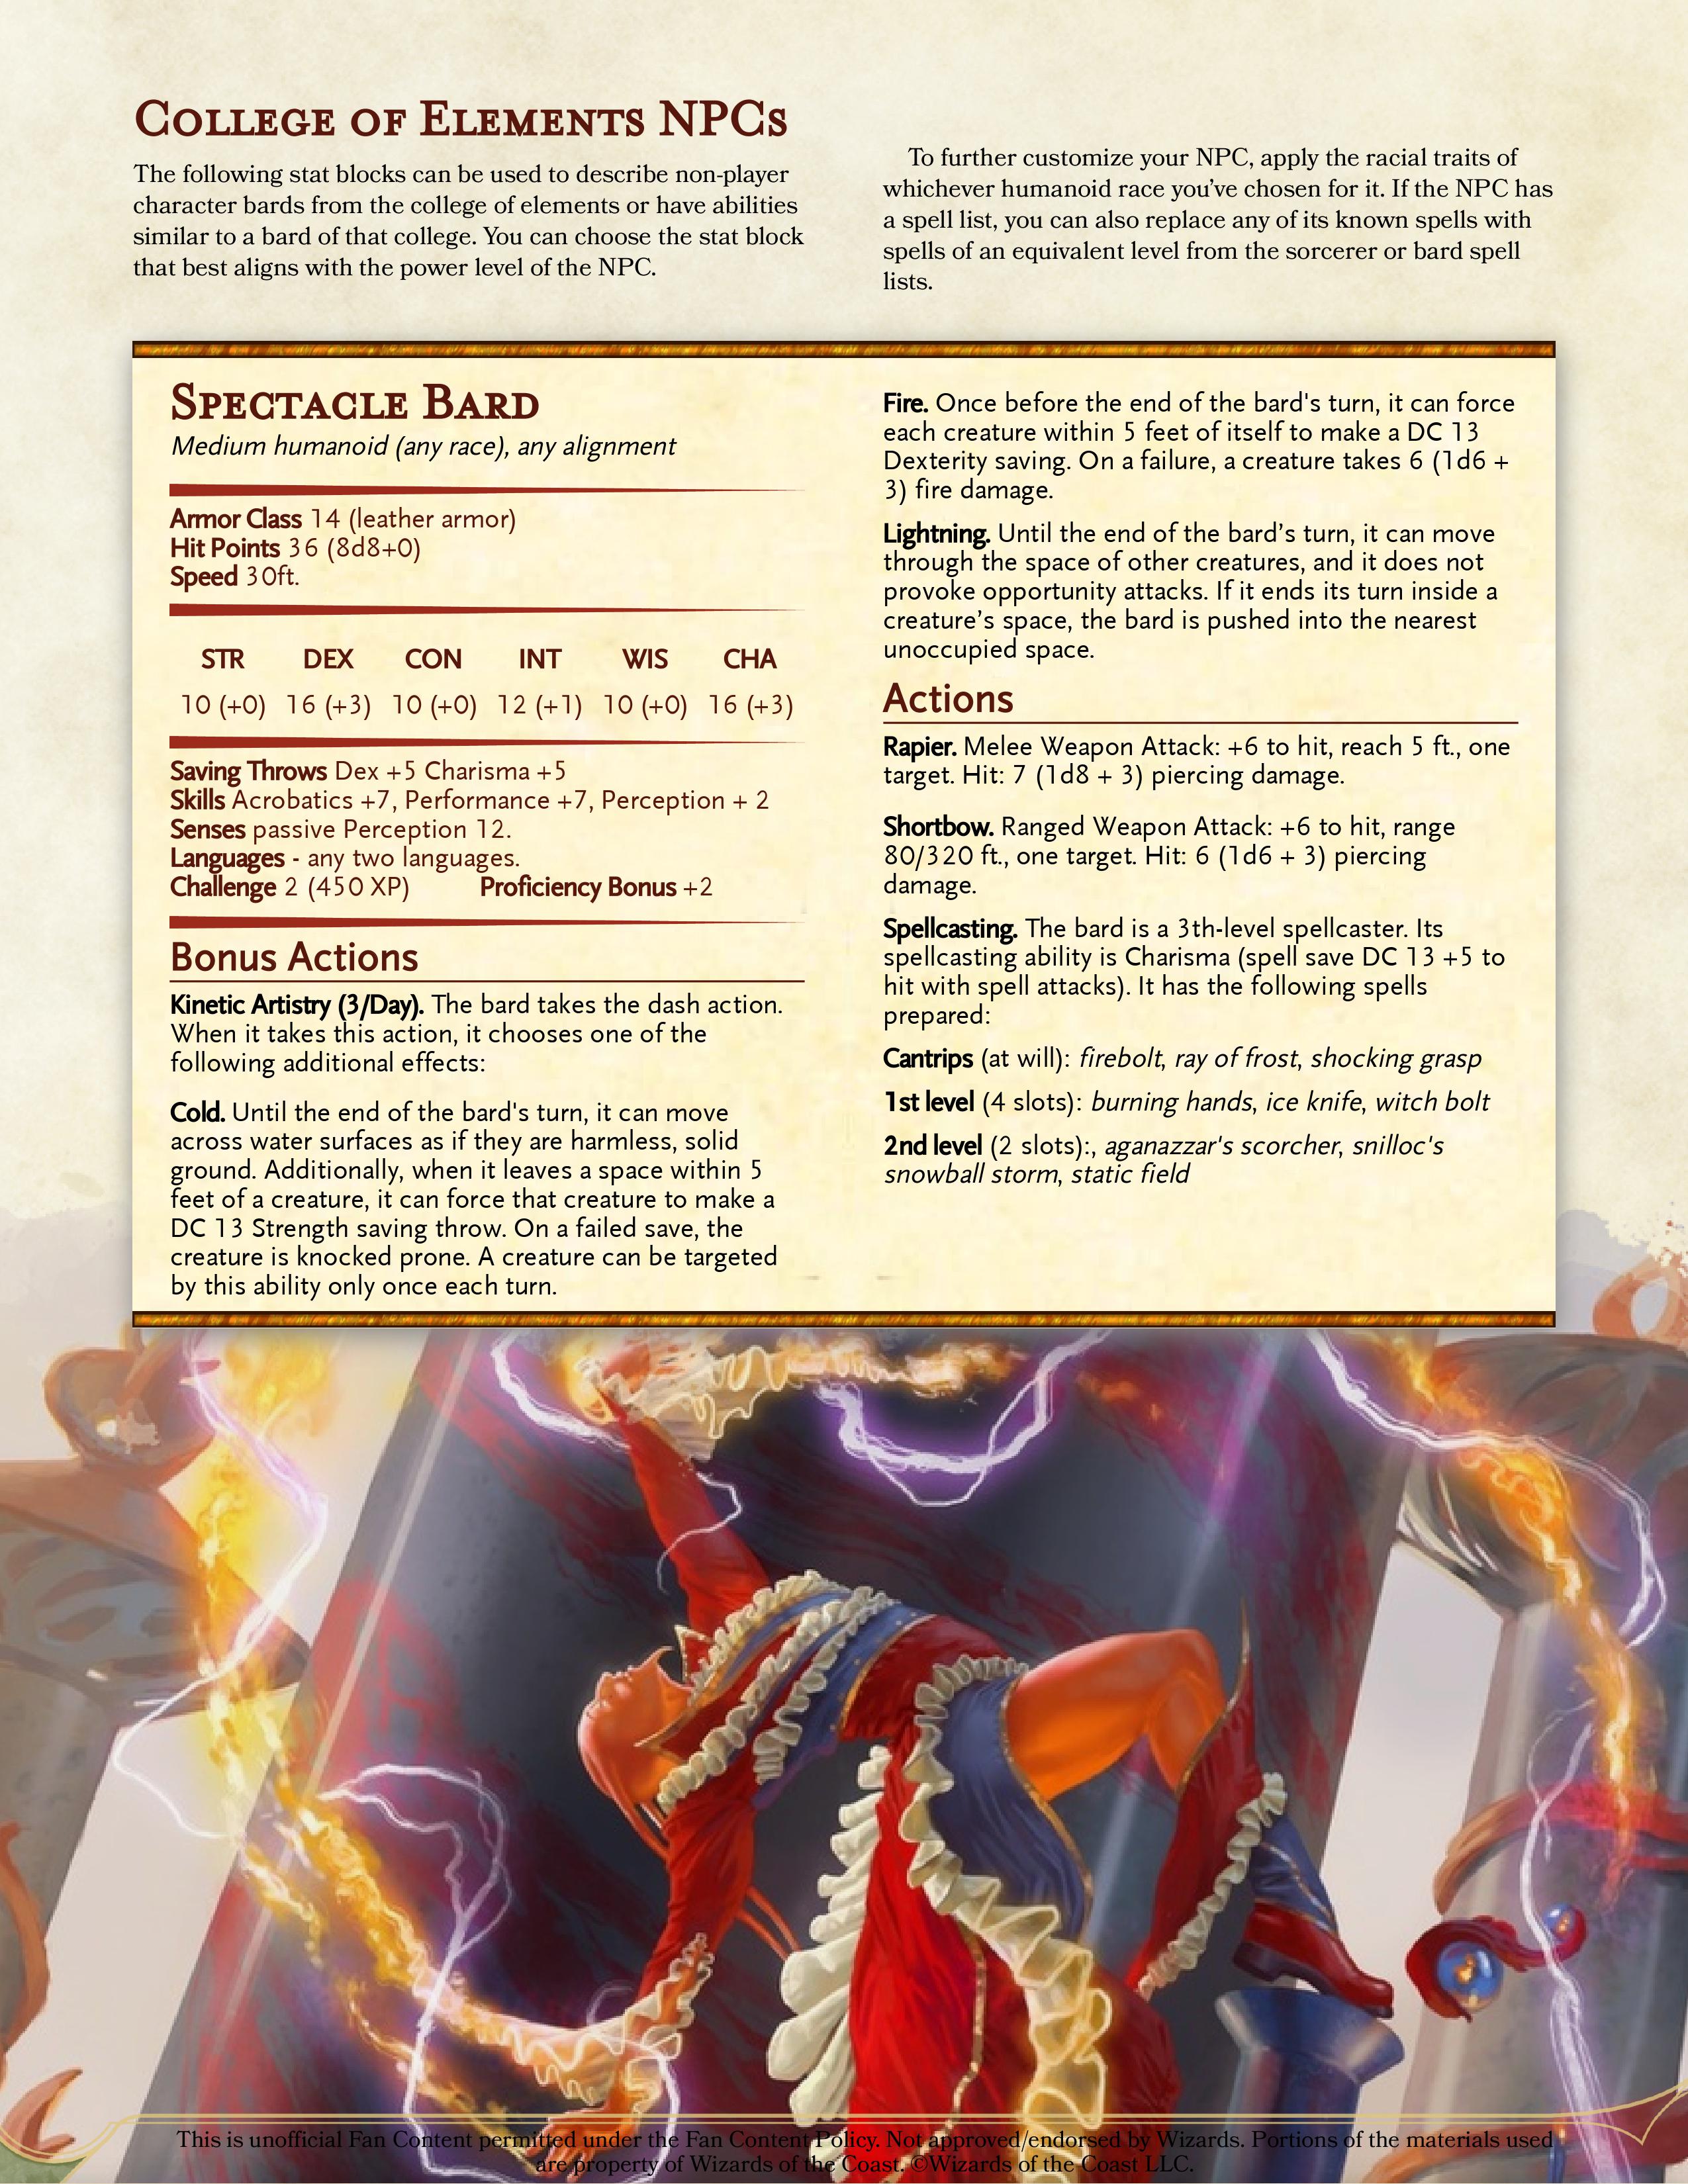 College of Elements NPCs
The following stat blocks can be used to describe non-player
character bards from the college of elements or have abilities
similar to a bard of that college. You can choose the stat block
that best aligns with the power level of the NPC.
To further customize your NPC, apply the racial traits of
whichever humanoid race you've chosen for it. If the NPC has
a spell list, you can also replace any of its known spells with
spells of an equivalent level from the sorcerer or bard spell
lists.
Spectacle Bard
Medium humanoid (any race), any alignment
Armor Class 14 (leather armor)
Hit Points 36 (8d8+0)
Speed 30ft.
STR DEX CON INT WIS CHA
10 (+0) 16 (+3) 10 (+0) 12 (+1) 10 (+0) 16 (+3)
Saving Throws Dex +5 Charisma +5
Skills Acrobatics +7, Performance +7, Perception + 2
Senses passive Perception 12.
Languages - any two languages.
Challenge 2 (450 XP) Proficiency Bonus +2
Bonus Actions
Kinetic Artistry (3/Day). The bard takes the dash action.
When it takes this action, it chooses one of the
following additional effects:
Cold. Until the end of the bard's turn, it can move
across water surfaces as if they are harmless, solid
ground. Additionally, when it leaves a space within 5
feet of a creature, it can force that creature to make a
DC 13 Strength saving throw. On a failed save, the
creature is knocked prone. A creature can be targeted
by this ability only once each turn.
Fire. Once before the end of the bard's turn, it can force
each creature within 5 feet of itself to make a DC 13
Dexterity saving. On a failure, a creature takes 6 (1d6 +
3) fire damage.
Lightning. Until the end of the bard's turn, it can move
through the space of other creatures, and it does not
provoke opportunity attacks. If it ends its turn inside a
creature's space, the bard is pushed into the nearest
unoccupied space.
Actions
Rapier. Melee Weapon Attack: +6 to hit, reach 5 ft., one
target. Hit: 7 (1d8 + 3) piercing damage.
Shortbow. Ranged Weapon Attack: +6 to hit, range
80/320 ft., one target. Hit: 6 (1d6 + 3) piercing
damage.
Spellcasting. The bard is a 3th-level spellcaster. Its
spellcasting ability is Charisma (spell save DC 13 +5 to
hit with spell attacks). It has the following spells
prepared:
Cantrips (at will): firebolt, ray of frost, shocking grasp
1st level (4 slots): burning hands, ice knife, witch bolt
2nd level (2 slots):, aganazzar's scorcher, snilloc's
snowball storm, static field
This is unofficial Fan Content permitted under the Fan Content Policy. Not approved/endorsed by Wizards. Portions of the materials used
are property of Wizards of the Coast. ©Wizards of the Coast LLC.